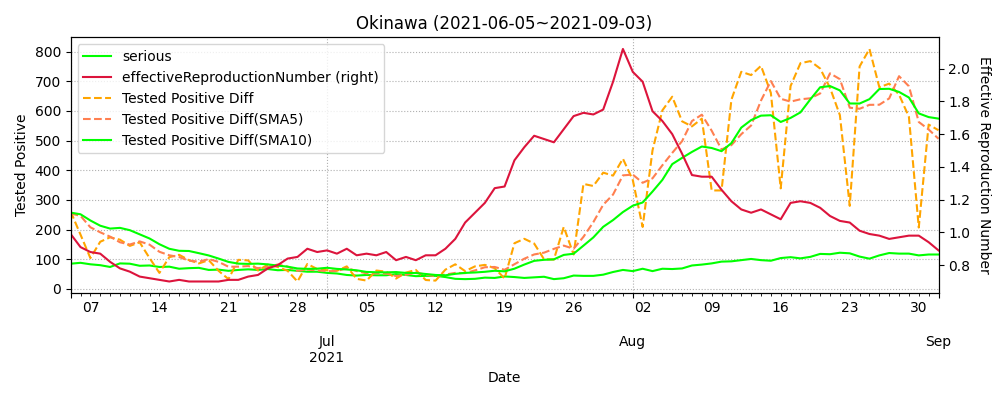 Okinawa (2021-06-05~2021-09-03)
serious
effectiveReproductionNumber (right)
Tested Positive Diff
Tested Positive Diff(SMA5)
Tested Positive Diff(SMA10)
Tested Positive
800
700
600
500
400
300
200
100
0
2.0
1.8
1.6
1.4
1.2
1.0
0.8
Effective Reproduction Number
07 14 21 28 05 12 19 26 02 09 16 23 30
Jul Aug Sep
2021
Date